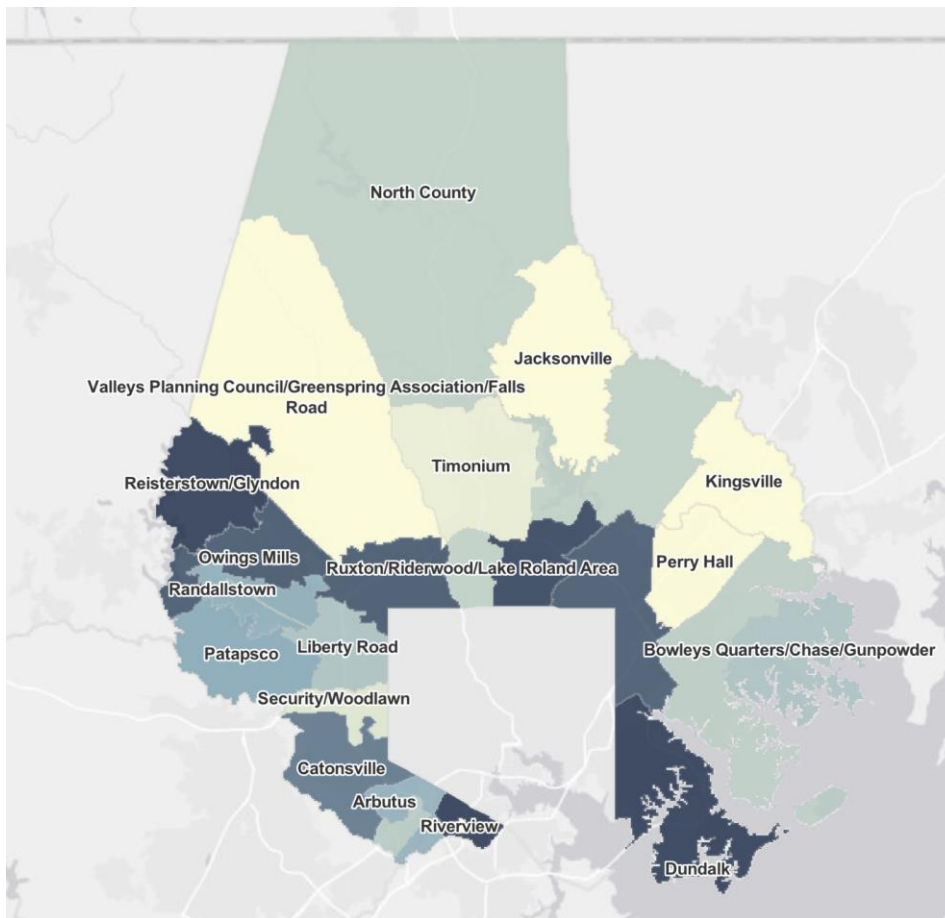 North County
Jacksonville
Valleys Planning Council/Greenspring Association/Falls
Road
Timonium
Reisterstown/Glyndon
Kingsville
Owings Mills
Ruxton/Riderwood/Lake Roland Area
Perry Hall
Randallstown
Patapsco
Liberty Road
Bowleys Quarters/Chase/Gunpowder
Security/Woodlawn
Catonsville
Arbutus
Riverview
Dundalk